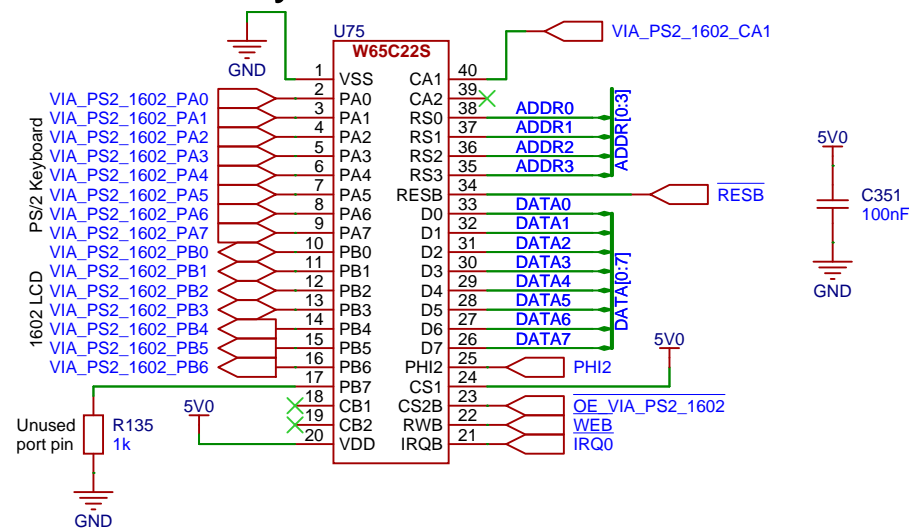 U75
W65C22S
GND
VIA_PS2_1602_CA1
1 VSS CA1 40
VIA_PS2_1602_PA0 2 PA0 CA2 39
VIA_PS2_1602_PA1 3 PA1 RS0 38 ADDR0
VIA_PS2_1602_PA2 4 PA2 RS1 37 ADDR1
VIA_PS2_1602_PA3 5 PA3 RS2 36 ADDR2
VIA_PS2_1602_PA4 6 PA4 RS3 35 ADDR3
VIA_PS2_1602_PA5 7 PA5 RESB 34 RESB
VIA_PS2_1602_PA6 8 PA6 D0 33 DATA0
VIA_PS2_1602_PA7 9 PA7 D1 32 DATA1
VIA_PS2_1602_PB0 10 PB0 D2 31 DATA2
VIA_PS2_1602_PB1 11 PB1 D3 30 DATA3
VIA_PS2_1602_PB2 12 PB2 D4 29 DATA4
VIA_PS2_1602_PB3 13 PB3 D5 28 DATA5
VIA_PS2_1602_PB4 14 PB4 D6 27 DATA6
VIA_PS2_1602_PB5 15 PB5 D7 26 DATA7
VIA_PS2_1602_PB6 16 PB6 PHI2 25 PHI2
17 PB7 CS1 24
18 CB1 CS2B 23 OE_VIA_PS2_1602
19 CB2 RWB 22 WEB
20 VDD IRQB 21 IRQ0
PS/2 Keyboard
1602 LCD
ADDR[0:3]
DATA[0:7]
5V0
5V0
Unused
port pin
R135
1k
GND
5V0
C351
100nF
GND